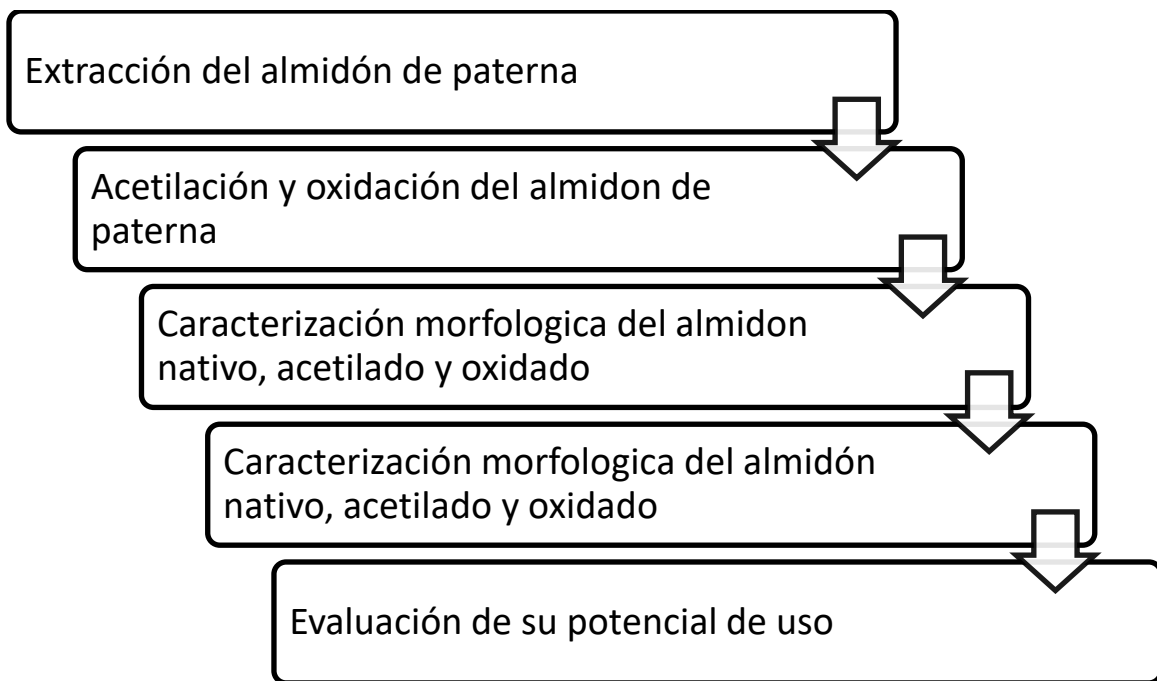 Extracción del almidón de paterna
Acetilación y oxidación del almidon de
paterna
Caracterización morfologica del almidon
nativo, acetilado y oxidado
Caracterización morfologica del almidón
nativo, acetilado y oxidado
Evaluación de su potencial de uso